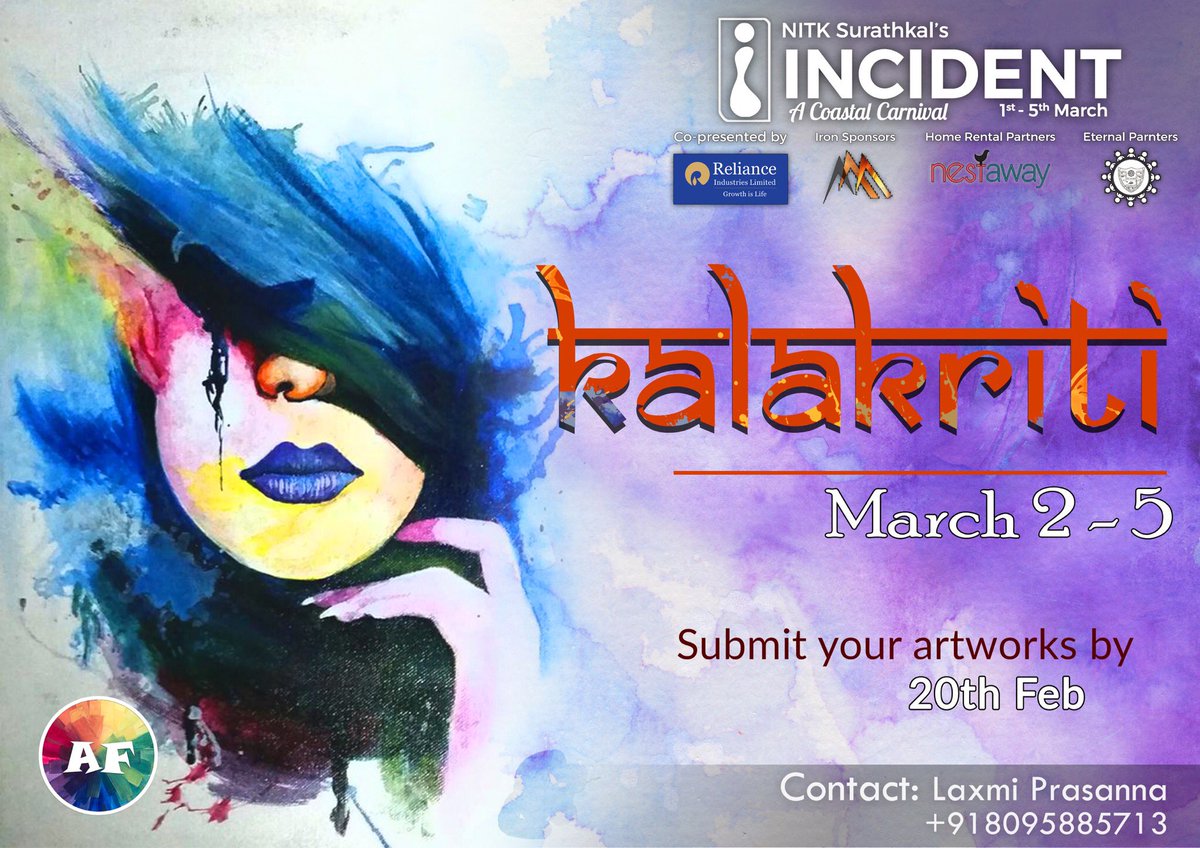 NITK Surathkal's
INCIDENT
A Coastal Carnival
1st - 5th March
Co-presented by
Iron Sponsors
Home Rental Partners
Eternal Parnters
Reliance
Industries Limited
Growth is Life
nestaway
kalakriti
March 2 - 5
Submit your artworks by
20th Feb
AF
Contact: Laxmi Prasanna
+918095885713